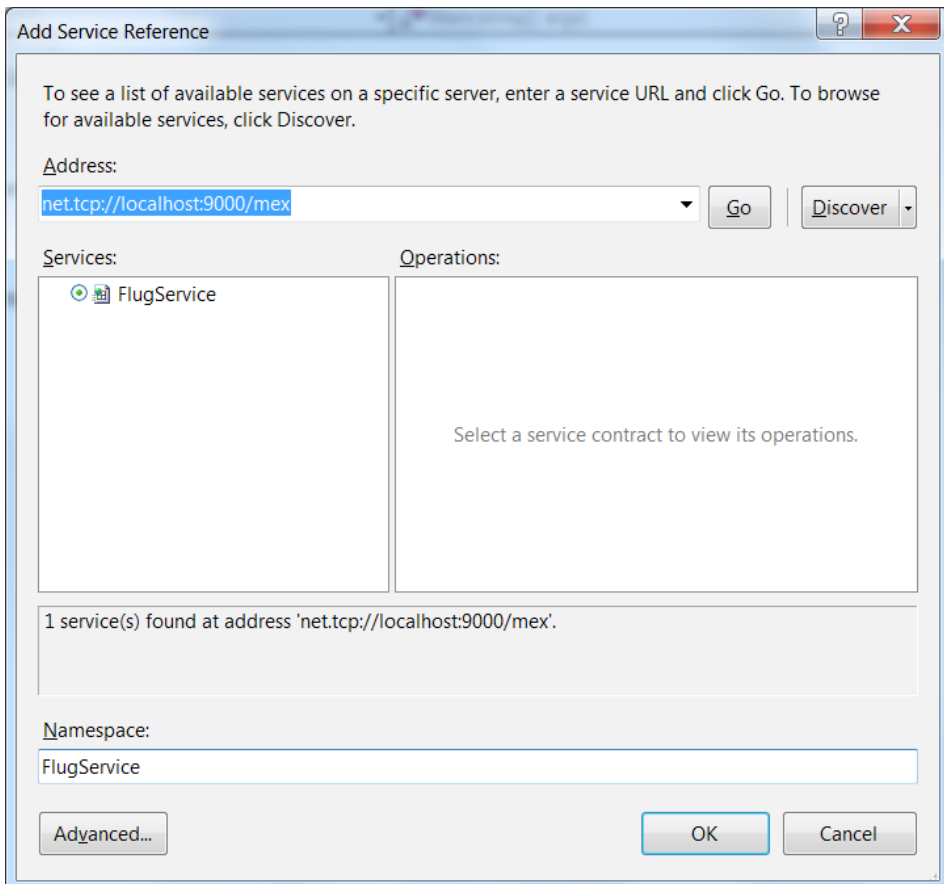 Add Service Reference
To see a list of available services on a specific server, enter a service URL and click Go. To browse
for available services, click Discover.
Address:
net.tcp://localhost:9000/mex
Go
Discover
Services:
Operations:
FlugService
Select a service contract to view its operations.
1 service(s) found at address 'net.tcp://localhost:9000/mex'.
Namespace:
FlugService
Advanced...
OK
Cancel